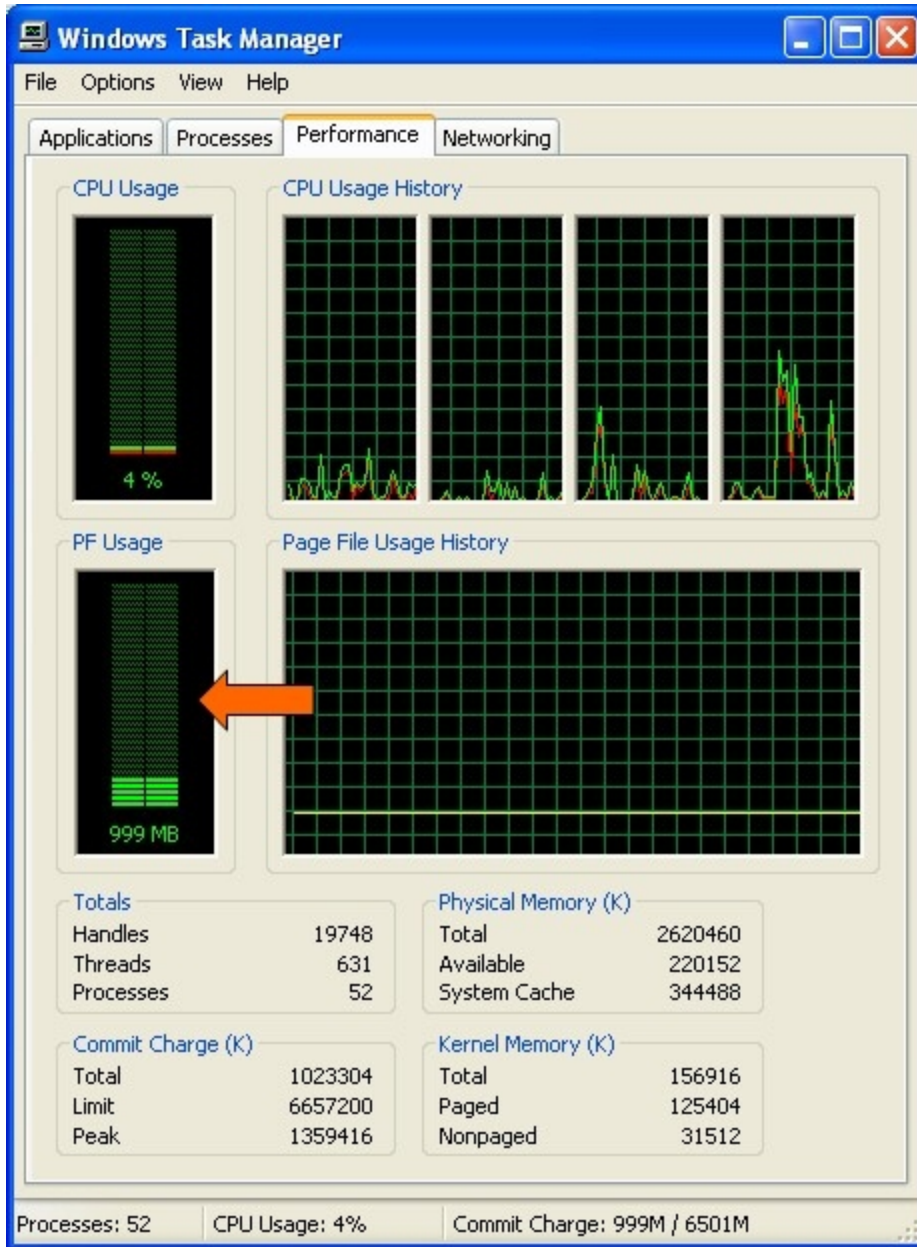 Windows Task Manager
File Options View Help
Applications Processes Performance Networking
CPU Usage
CPU Usage History
4 %
PF Usage
Page File Usage History
999 MB
Totals
Handles 19748
Threads 631
Processes 52
Physical Memory (K)
Total 2620460
Available 220152
System Cache 344488
Commit Charge (K)
Total 1023304
Limit 6657200
Peak 1359416
Kernel Memory (K)
Total 156916
Paged 125404
Nonpaged 31512
Processes: 52 CPU Usage: 4% Commit Charge: 999M / 6501M